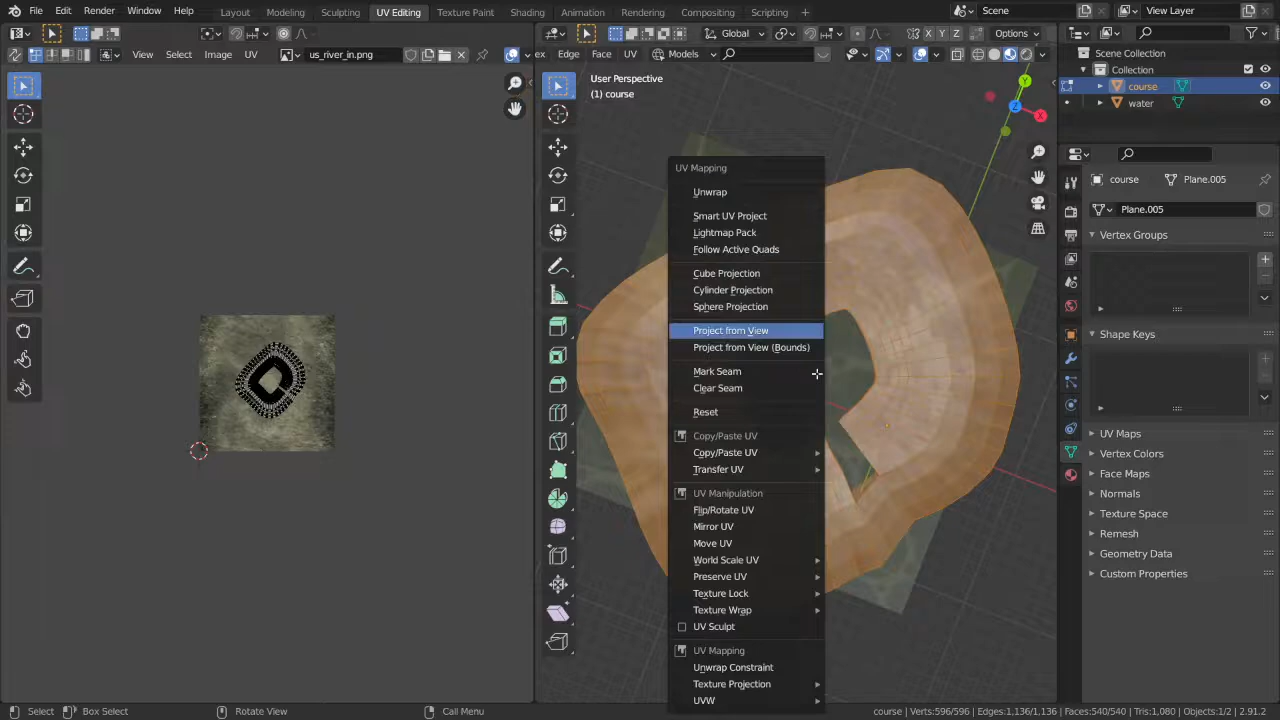 File Edit Render Window Help Layout Modeling Sculpting UV Editing Texture Paint Shading Animation Rendering Compositing Scripting + Scene View Layer
Global X Y Z Options
View Select Image UV us_river_in.png Edge Face UV Models
User Perspective
(1) course
Y
Z
X
UV Mapping
Unwrap
Smart UV Project
Lightmap Pack
Follow Active Quads
Cube Projection
Cylinder Projection
Sphere Projection
Project from View
Project from View (Bounds)
Mark Seam
Clear Seam
Reset
Copy/Paste UV
Copy/Paste UV
Transfer UV
UV Manipulation
Flip/Rotate UV
Mirror UV
Move UV
World Scale UV
Preserve UV
Texture Lock
Texture Wrap
UV Sculpt
UV Mapping
Unwrap Constraint
Texture Projection
UVW
Scene Collection
Collection
course
water
course Plane.005
Plane.005
Vertex Groups
Shape Keys
UV Maps
Vertex Colors
Face Maps
Normals
Texture Space
Remesh
Geometry Data
Custom Properties
Select Box Select Rotate View Call Menu course | Verts:596/596 | Edges:1,136/1,136 | Faces:540/540 | Tris:1,080 | Objects:1/2 | 2.91.2